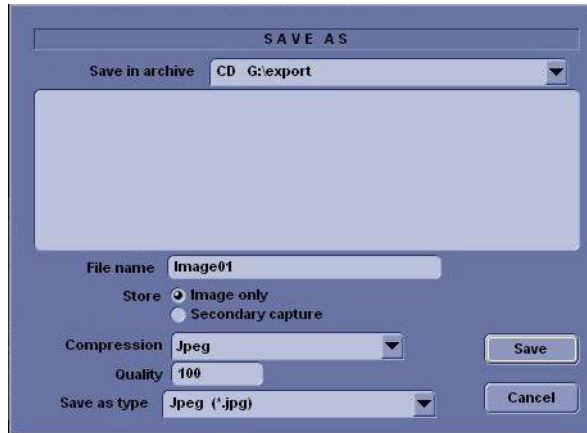 SAVE AS
Save in archive CD G:\export
File name Image01
Store Image only
Secondary capture
Compression Jpeg
Save
Quality 100
Save as type Jpeg (*.jpg)
Cancel